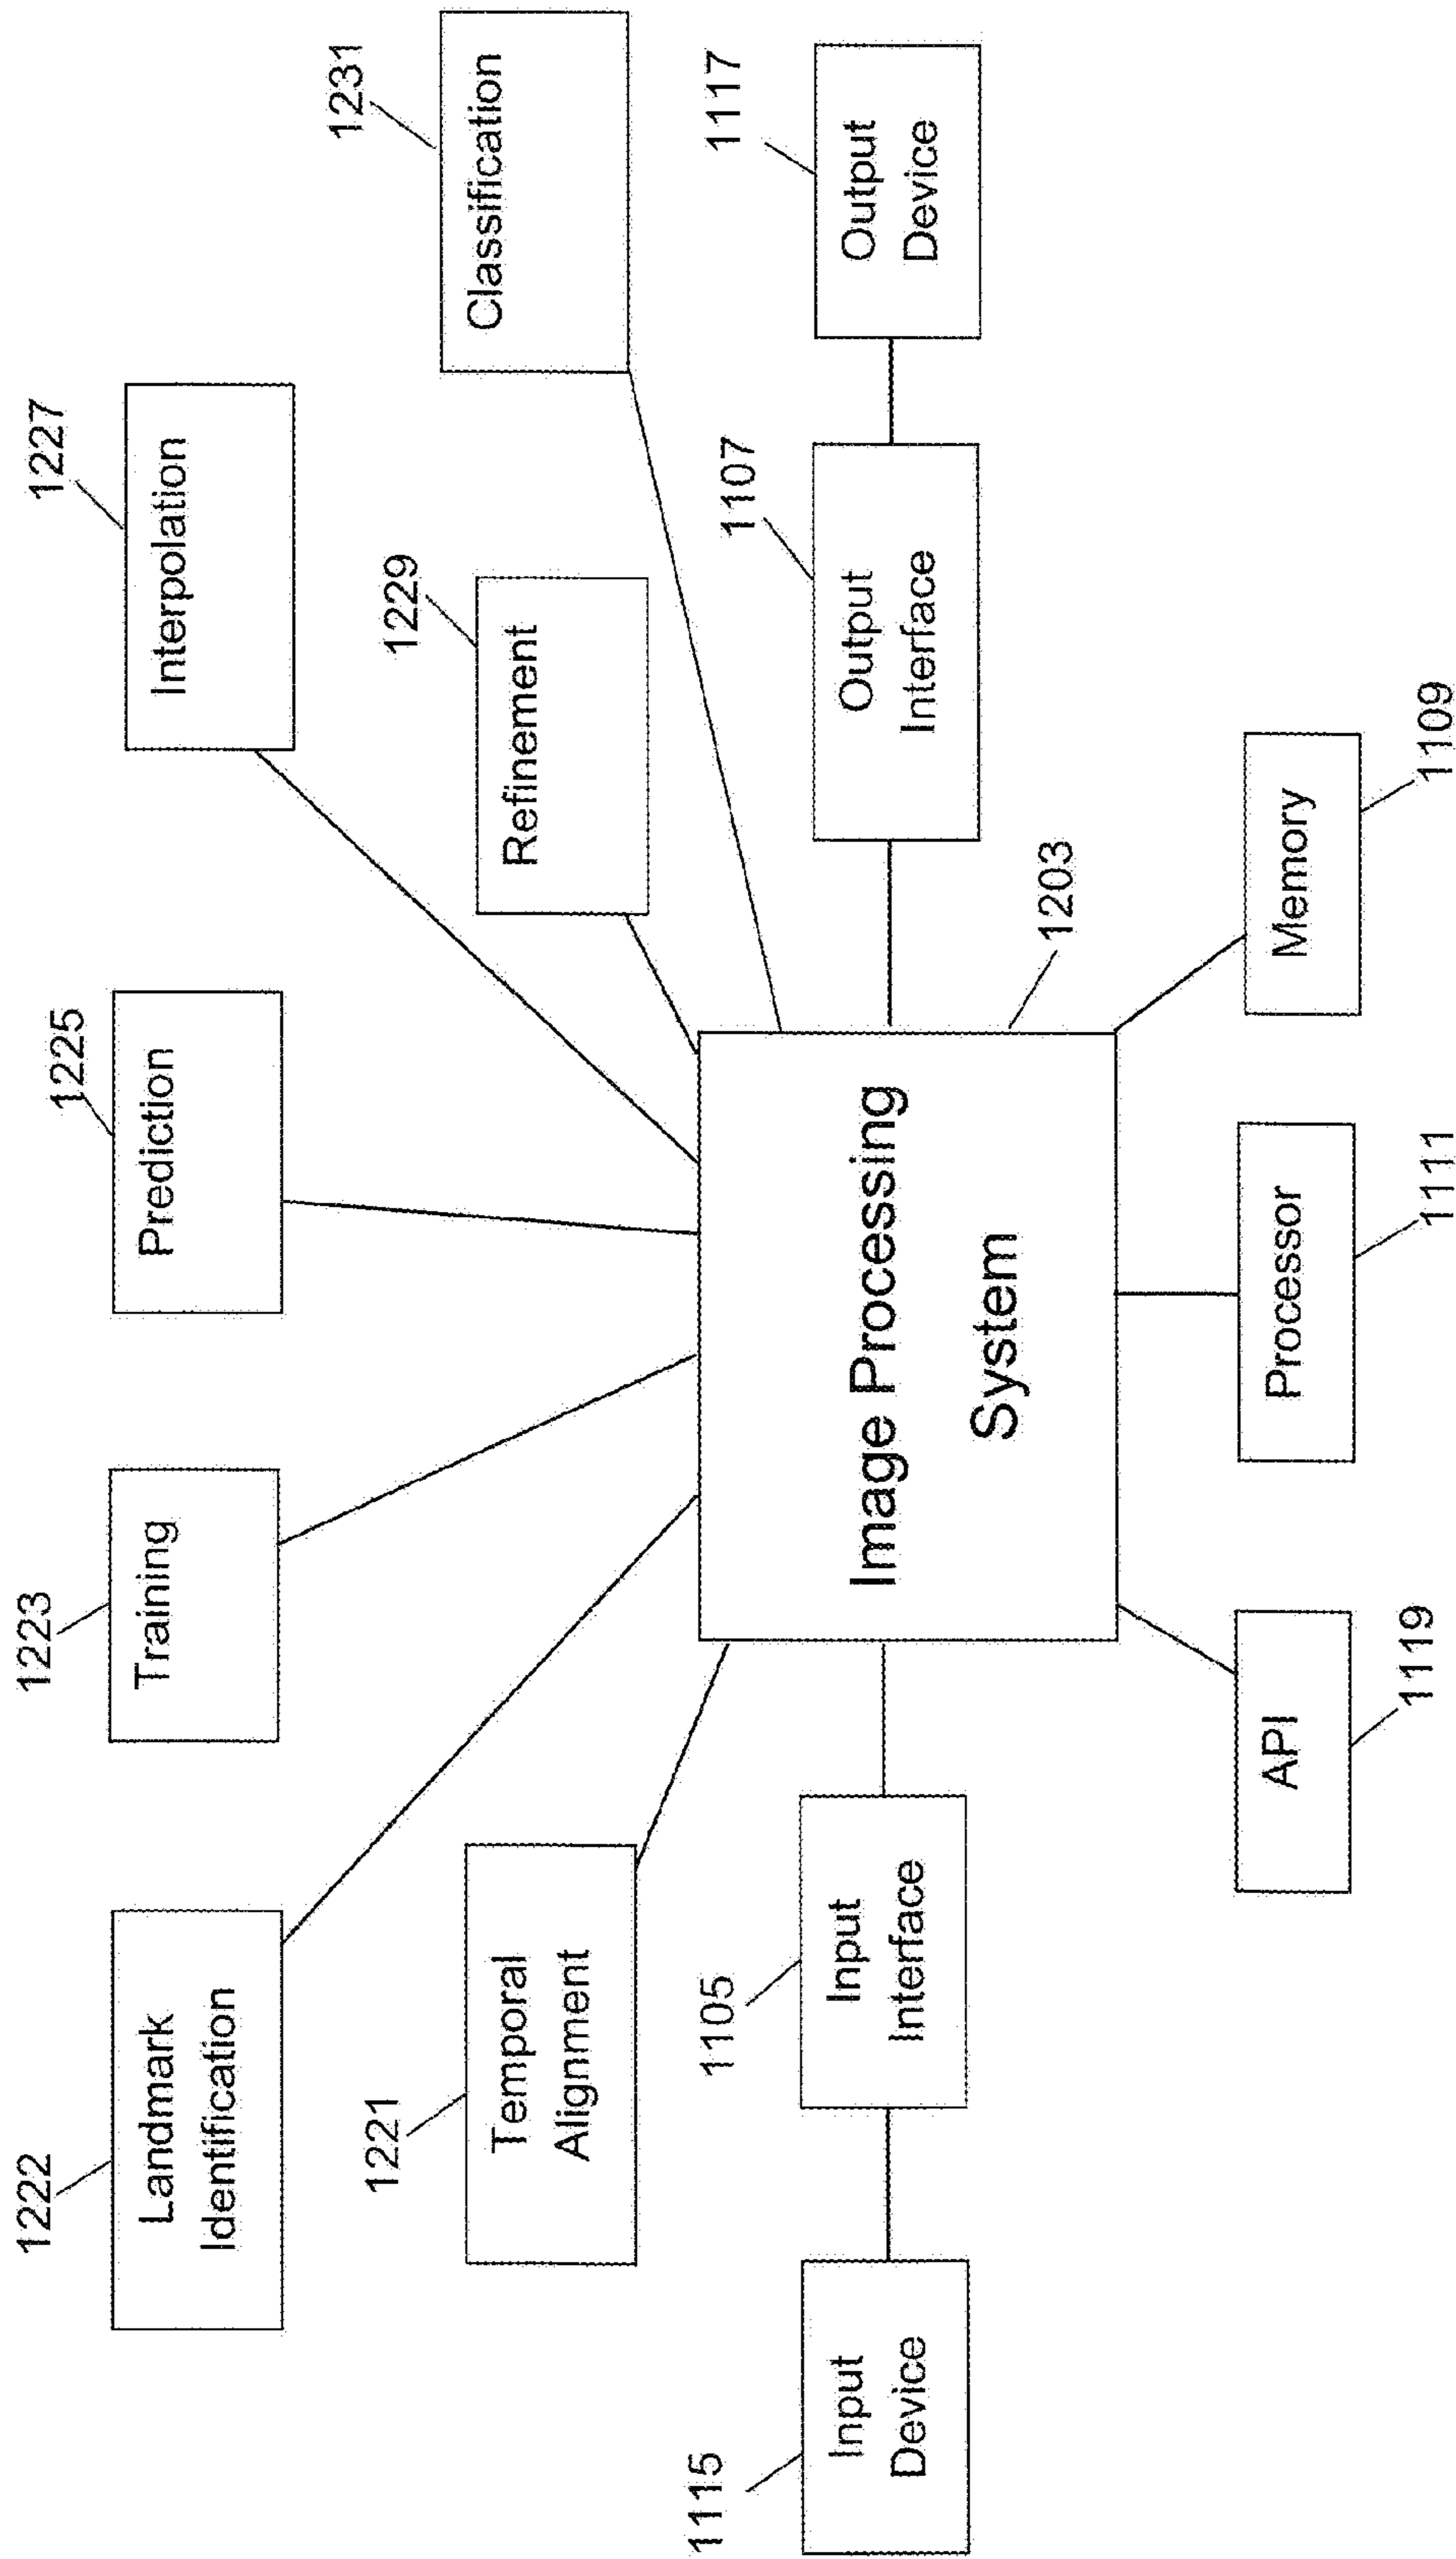 1222
Landmark
Identification
1223
Training
1225
Prediction
1227
Interpolation
1221
Temporal
Alignment
1229
Refinement
1231
Classification
1115
Input
Device
1105
Input
Interface
Image Processing
System
1203
1107
Output
Interface
1117
Output
Device
API
1119
Processor
1111
Memory
1109